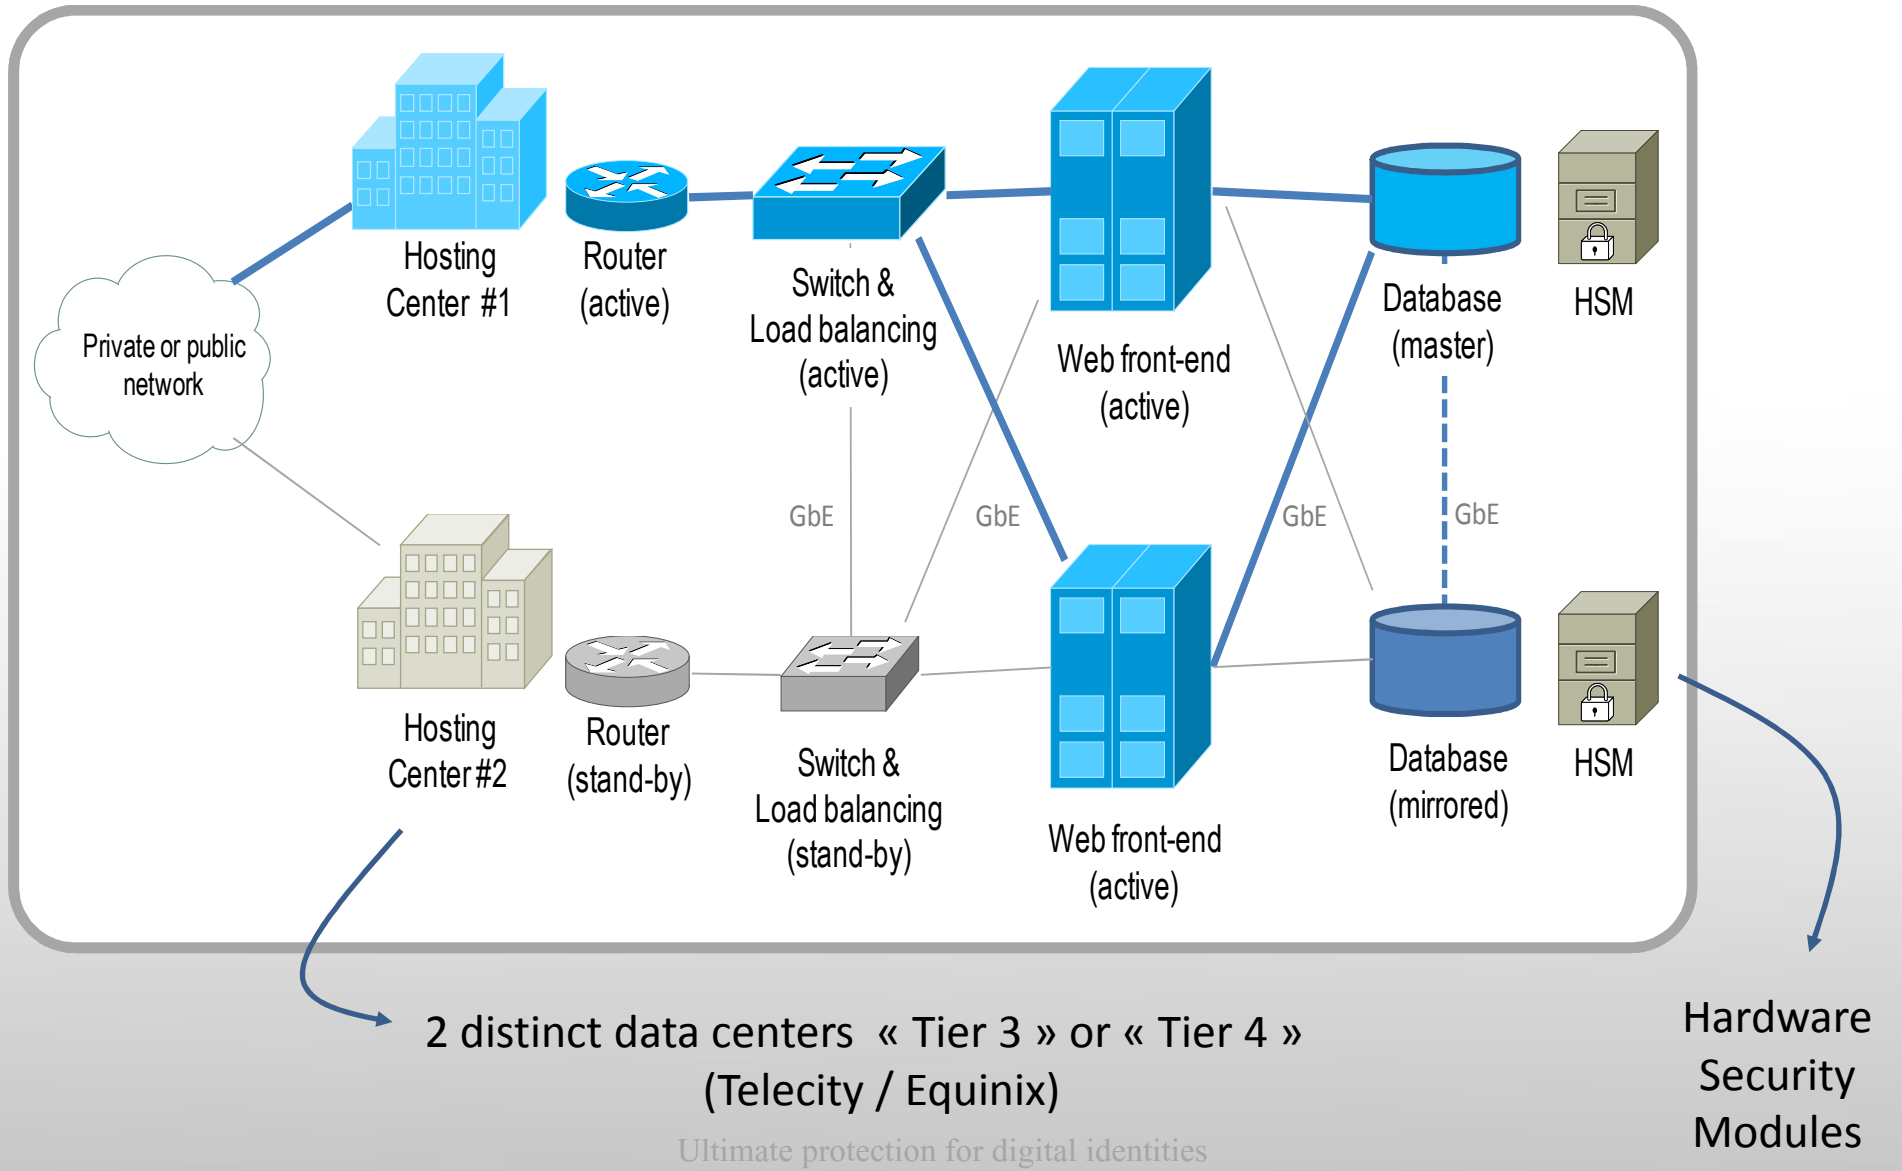 Private or public
network
Hosting
Center #1
Router
(active)
Switch &
Load balancing
(active)
Web front-end
(active)
Database
(master)
HSM
GbE
GbE
GbE
GbE
Hosting
Center #2
Router
(stand-by)
Switch &
Load balancing
(stand-by)
Web front-end
(active)
Database
(mirrored)
HSM
2 distinct data centers « Tier 3 » or « Tier 4 »
(Telecity / Equinix)
Hardware
Security
Modules
Ultimate protection for digital identities